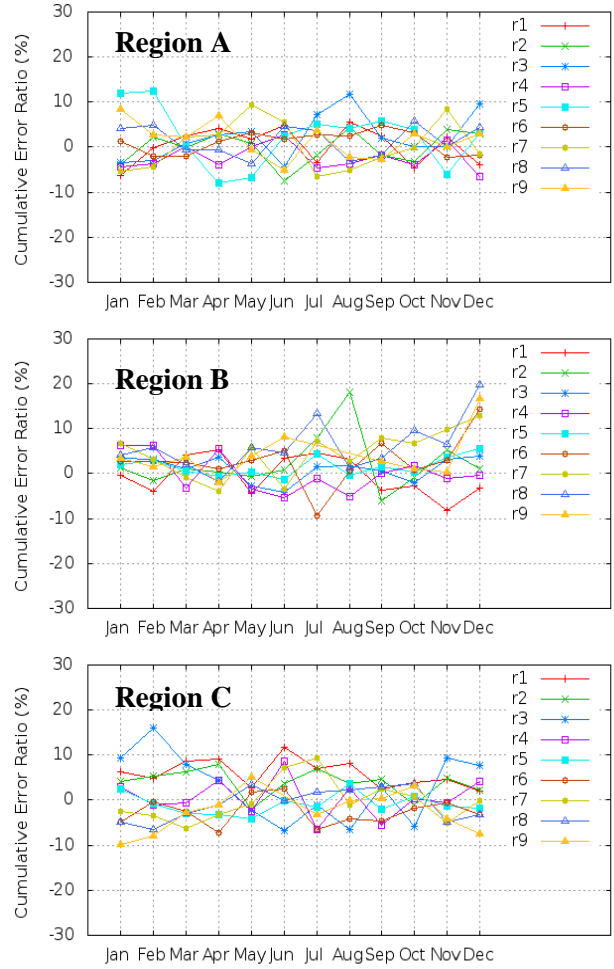 Region A
Cumulative Error Ratio (%)
30
20
10
0
-10
-20
-30
Jan Feb Mar Apr May Jun Jul Aug Sep Oct Nov Dec
r1
r2
r3
r4
r5
r6
r7
r8
r9
Region B
Cumulative Error Ratio (%)
30
20
10
0
-10
-20
-30
Jan Feb Mar Apr May Jun Jul Aug Sep Oct Nov Dec
r1
r2
r3
r4
r5
r6
r7
r8
r9
Region C
Cumulative Error Ratio (%)
30
20
10
0
-10
-20
-30
Jan Feb Mar Apr May Jun Jul Aug Sep Oct Nov Dec
r1
r2
r3
r4
r5
r6
r7
r8
r9